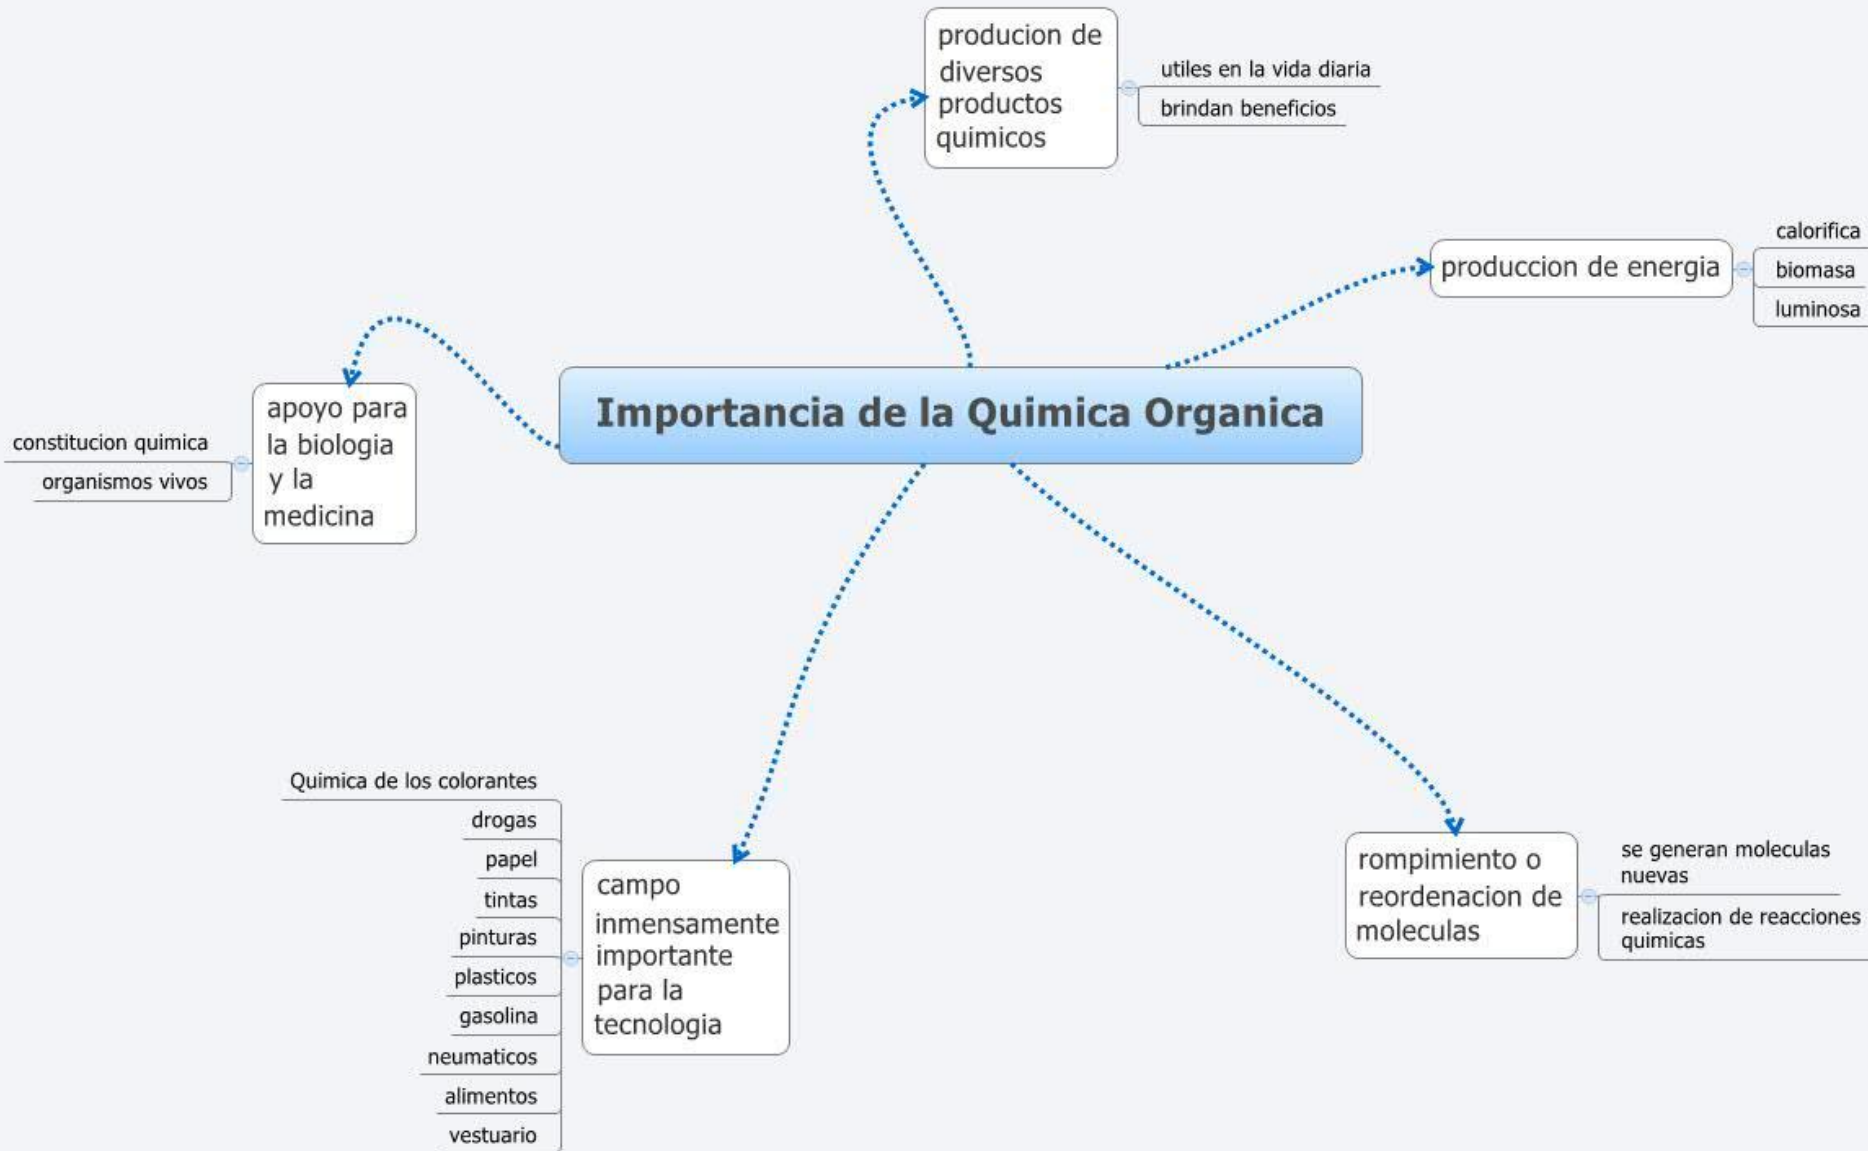 producion de
diversos
productos
quimicos
utiles en la vida diaria
brindan beneficios
produccion de energia
calorifica
biomasa
luminosa
Importancia de la Quimica Organica
apoyo para
la biologia
y la
medicina
constitucion quimica
organismos vivos
campo
inmensamente
importante
para la
tecnologia
Quimica de los colorantes
drogas
papel
tintas
pinturas
plasticos
gasolina
neumaticos
alimentos
vestuario
rompimiento o
reordenacion de
moleculas
se generan moleculas
nuevas
realizacion de reacciones
quimicas